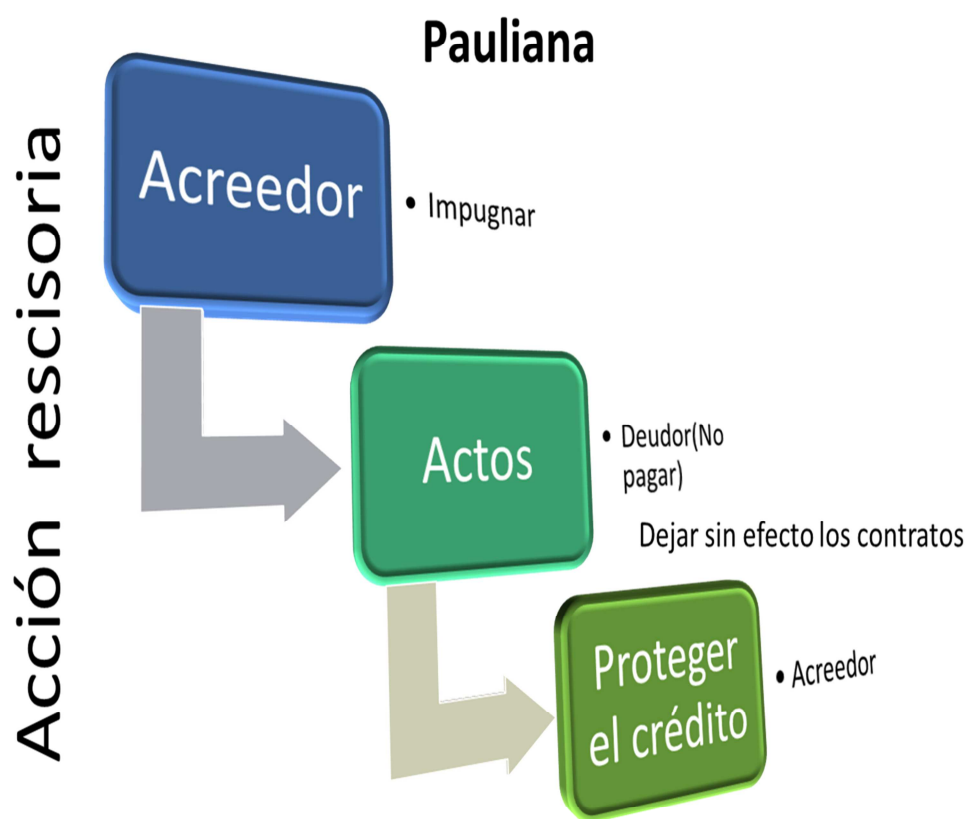 Pauliana
Acción rescisoria
Acreedor
• Impugnar
Actos
• Deudor(No
pagar)
Dejar sin efecto los contratos
Proteger
el crédito
• Acreedor